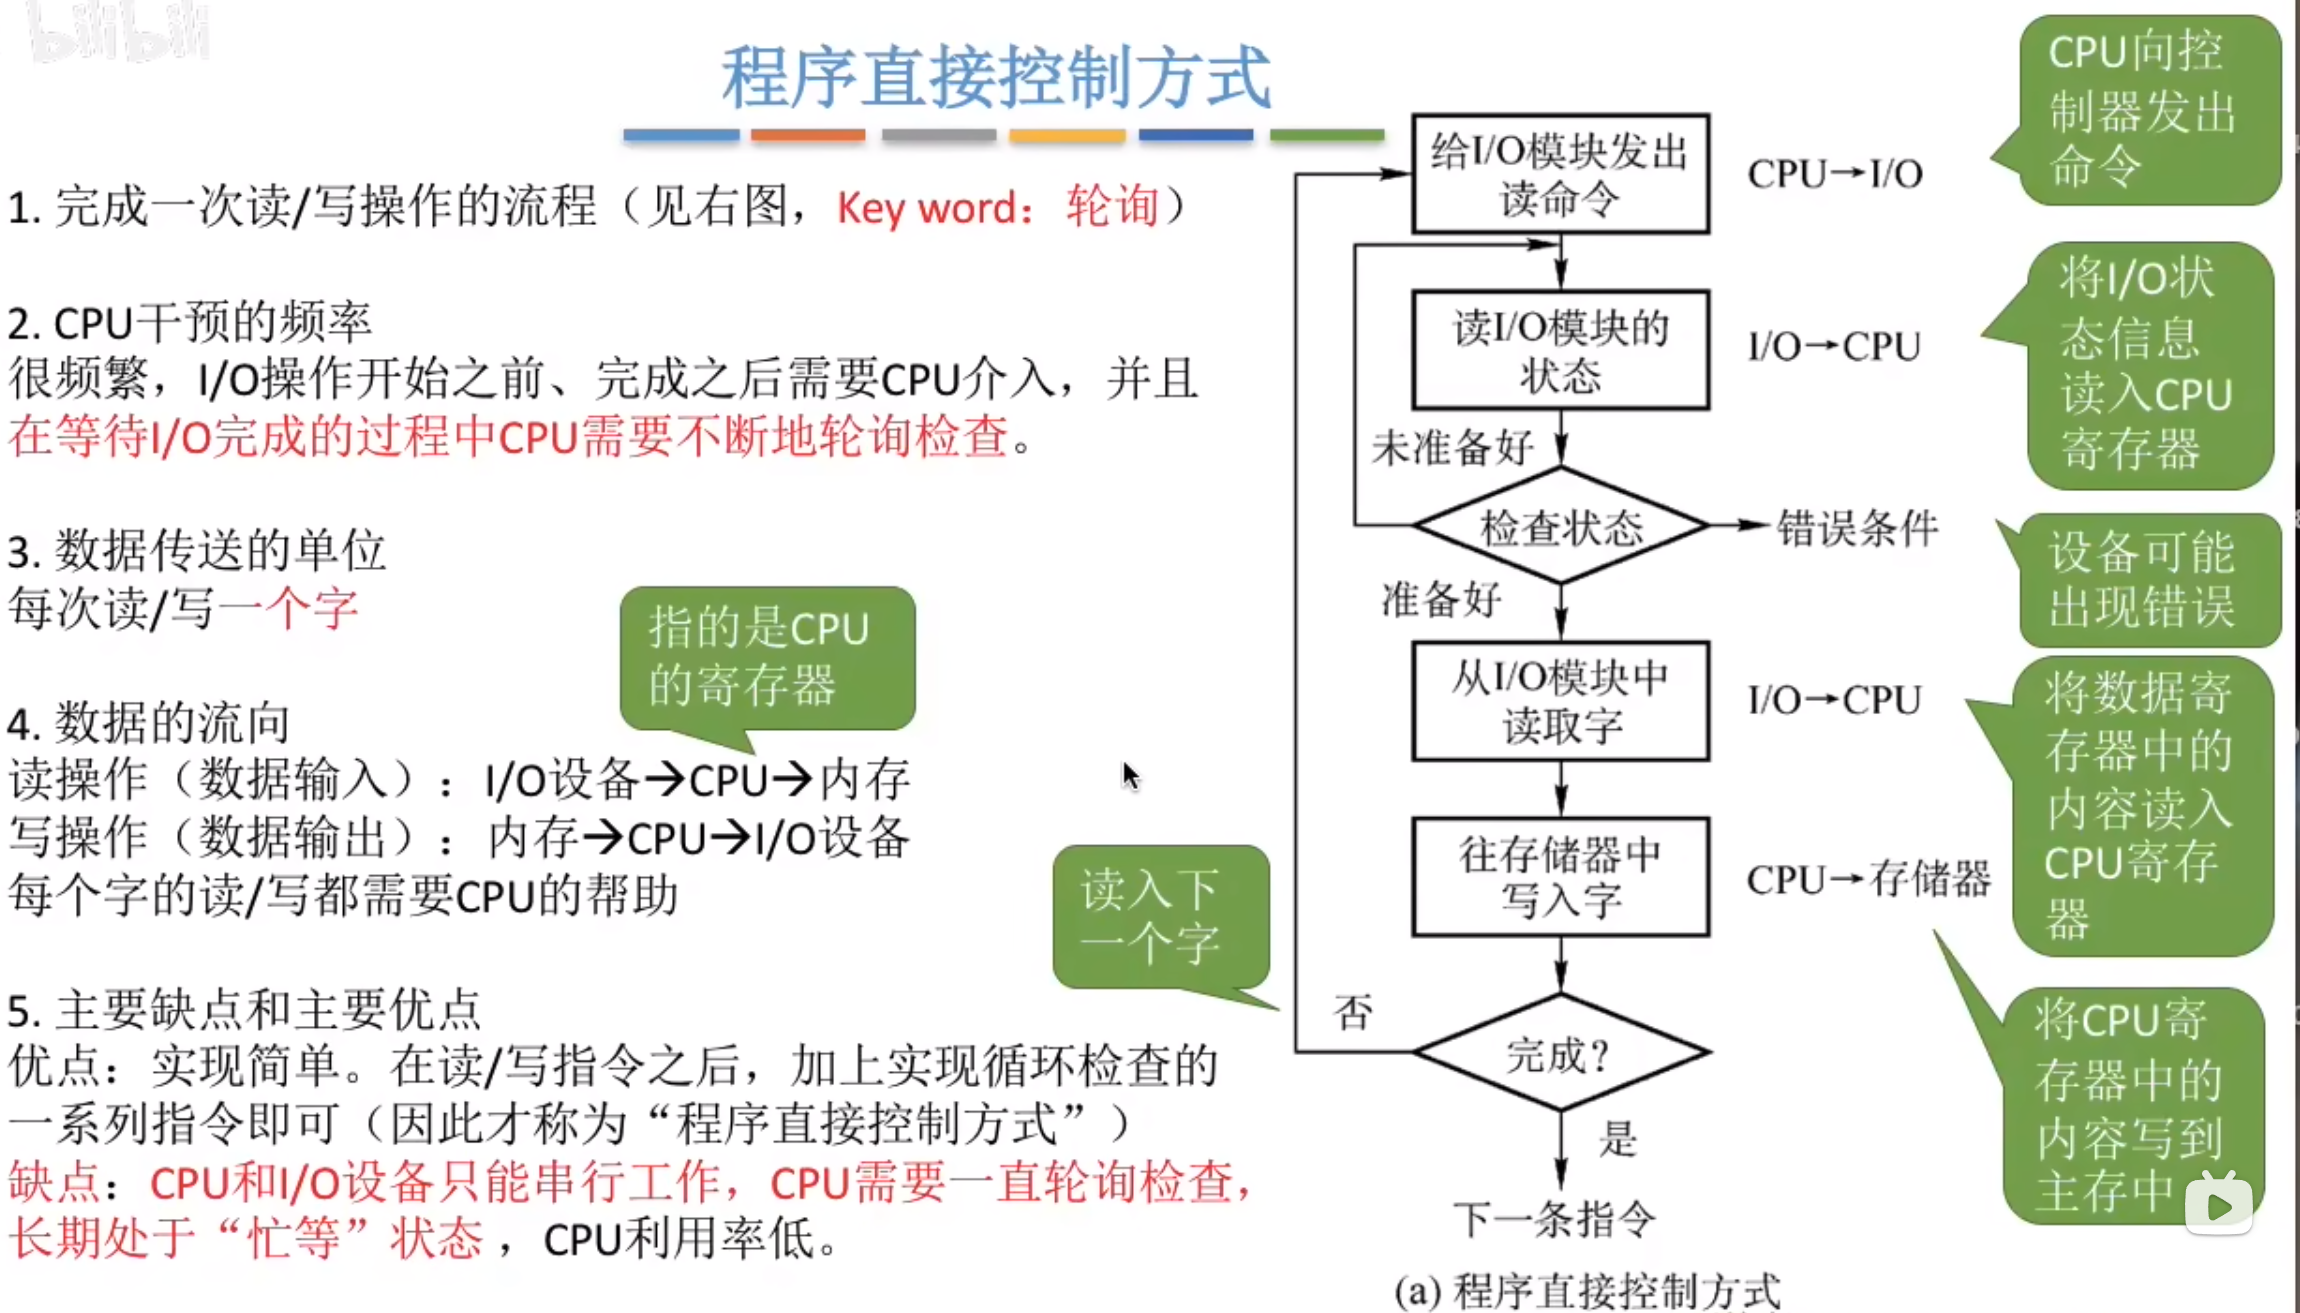 bilibili
程序直接控制方式
1. 完成一次读/写操作的流程（见右图，Key word：轮询）
2. CPU干预的频率
很频繁，I/O操作开始之前、完成之后需要CPU介入，并且
在等待I/O完成的过程中CPU需要不断地轮询检查。
3. 数据传送的单位
每次读/写一个字
指的是CPU
的寄存器
4. 数据的流向
读操作（数据输入）：I/O设备→CPU→内存
写操作（数据输出）：内存→CPU→I/O设备
每个字的读/写都需要CPU的帮助
5. 主要缺点和主要优点
优点：实现简单。在读/写指令之后，加上实现循环检查的
一系列指令即可（因此才称为“程序直接控制方式”）
缺点：CPU和I/O设备只能串行工作，CPU需要一直轮询检查，
长期处于“忙等”状态，CPU利用率低。
给I/O模块发出
读命令
CPU→I/O
CPU向控
制器发出
命令
读I/O模块的
状态
I/O→CPU
将I/O状
态信息
读入CPU
寄存器
未准备好
检查状态
错误条件
设备可能
出现错误
准备好
从I/O模块中
读取字
I/O→CPU
将数据寄
存器中的
内容读入
CPU寄存
器
往存储器中
写入字
CPU→存储器
将CPU寄
存器中的
内容写到
主存中
读入下
一个字
否
完成?
是
下一条指令
(a) 程序直接控制方式